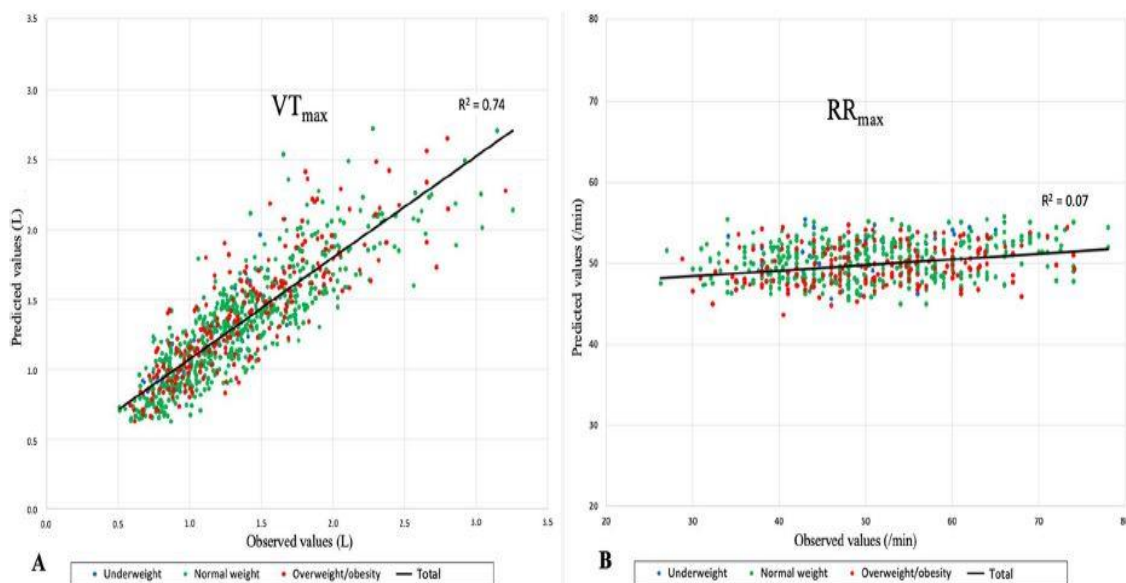 VTmax
R² = 0.74
Predicted values (L)
3.5
3.0
2.5
2.0
1.5
1.0
0.5
0.0
0.0 0.5 1.0 1.5 2.0 2.5 3.0 3.5
Observed values (L)
A
Underweight Normal weight Overweight/obesity Total
RRmax
R² = 0.07
Predicted values (/min)
80
70
60
50
40
30
20
20 30 40 50 60 70 80
Observed values (/min)
B
Underweight Normal weight Overweight/obesity Total